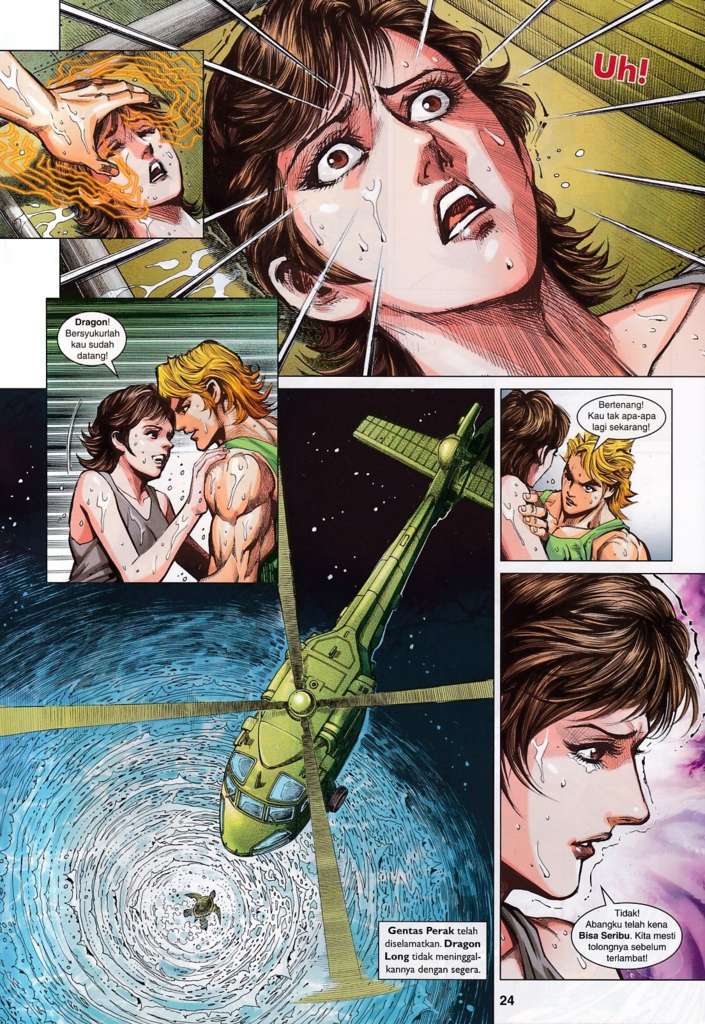 Uh!
Dragon!
Bersyukurlah
kau sudah
datang!
Bertenang!
Kau tak apa-apa
lagi sekarang!
Gentas Perak telah
diselamatkan. Dragon
Long tidak meninggal-
kannya dengan segera.
Tidak!
Abangku telah kena
Bisa Seribu. Kita mesti
tolongnya sebelum
terlambat!
24